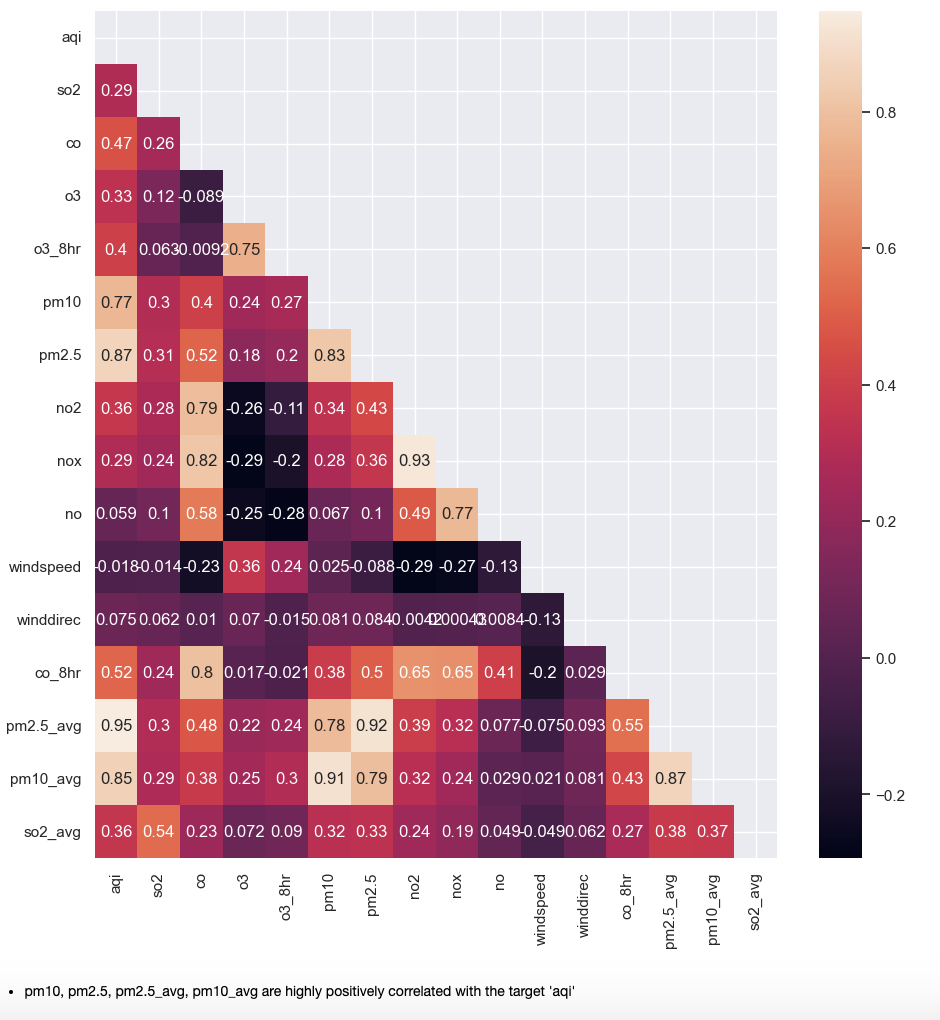 aqi
so2 0.29
co 0.47 0.26 0.8
o3 0.33 0.12 -0.089
o3_8hr 0.4 0.063 -0.0092 0.75
pm10 0.77 0.3 0.4 0.24 0.27 0.6
pm2.5 0.87 0.31 0.52 0.18 0.2 0.83
no2 0.36 0.28 0.79 -0.26 -0.11 0.34 0.43 0.4
nox 0.29 0.24 0.82 -0.29 -0.2 0.28 0.36 0.93
no 0.059 0.1 0.58 -0.25 -0.28 0.067 0.1 0.49 0.77 0.2
windspeed -0.018 -0.014 -0.23 0.36 0.24 0.025 -0.088 -0.29 -0.27 -0.13
winddirec 0.075 0.062 0.01 0.07 -0.015 0.081 0.084 -0.0042 0.00043 0.0084 -0.13
co_8hr 0.52 0.24 0.8 0.017 -0.021 0.38 0.5 0.65 0.65 0.41 -0.2 0.029 0.0
pm2.5_avg 0.95 0.3 0.48 0.22 0.24 0.78 0.92 0.39 0.32 0.077 -0.075 0.093 0.55
pm10_avg 0.85 0.29 0.38 0.25 0.3 0.91 0.79 0.32 0.24 0.029 0.021 0.081 0.43 0.87 −0.2
so2_avg 0.36 0.54 0.23 0.072 0.09 0.32 0.33 0.24 0.19 0.049 -0.049 0.062 0.27 0.38 0.37
aqi so2 co o3 o3_8hr pm10 pm2.5 no2 nox no windspeed winddirec co_8hr pm2.5_avg pm10_avg so2_avg
• pm10, pm2.5, pm2.5_avg, pm10_avg are highly positively correlated with the target 'aqi'